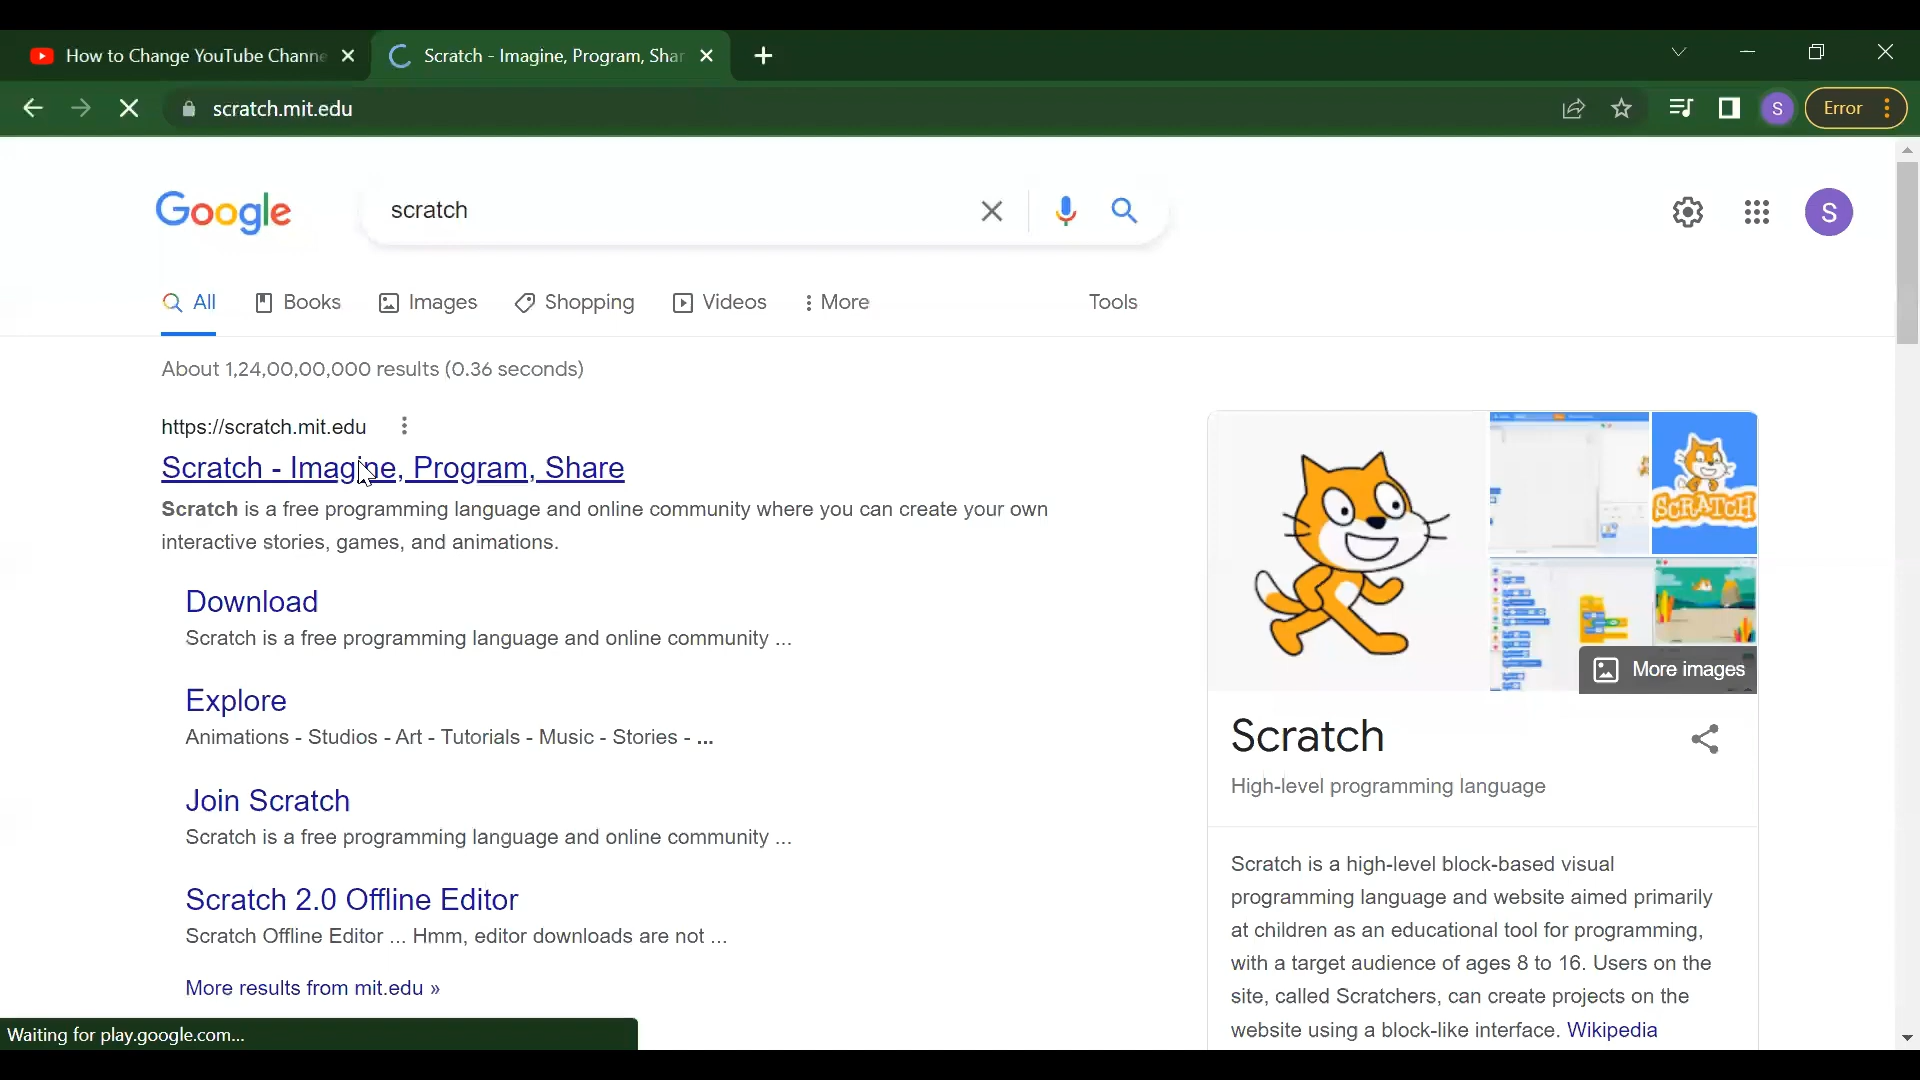 How to Change YouTube Channe
Scratch - Imagine, Program, Shar
scratch.mit.edu
S
Error
Google
scratch
S
All
Books
Images
Shopping
Videos
More
Tools
About 1,24,00,00,000 results (0.36 seconds)
https://scratch.mit.edu
Scratch - Imagine, Program, Share
Scratch is a free programming language and online community where you can create your own
interactive stories, games, and animations.
Download
Scratch is a free programming language and online community ...
Explore
Animations - Studios - Art - Tutorials - Music - Stories - ...
Join Scratch
Scratch is a free programming language and online community ...
Scratch 2.0 Offline Editor
Scratch Offline Editor ... Hmm, editor downloads are not ...
More results from mit.edu »
SCRATCH
More images
Scratch
High-level programming language
Scratch is a high-level block-based visual
programming language and website aimed primarily
at children as an educational tool for programming,
with a target audience of ages 8 to 16. Users on the
site, called Scratchers, can create projects on the
website using a block-like interface. Wikipedia
Waiting for play.google.com...